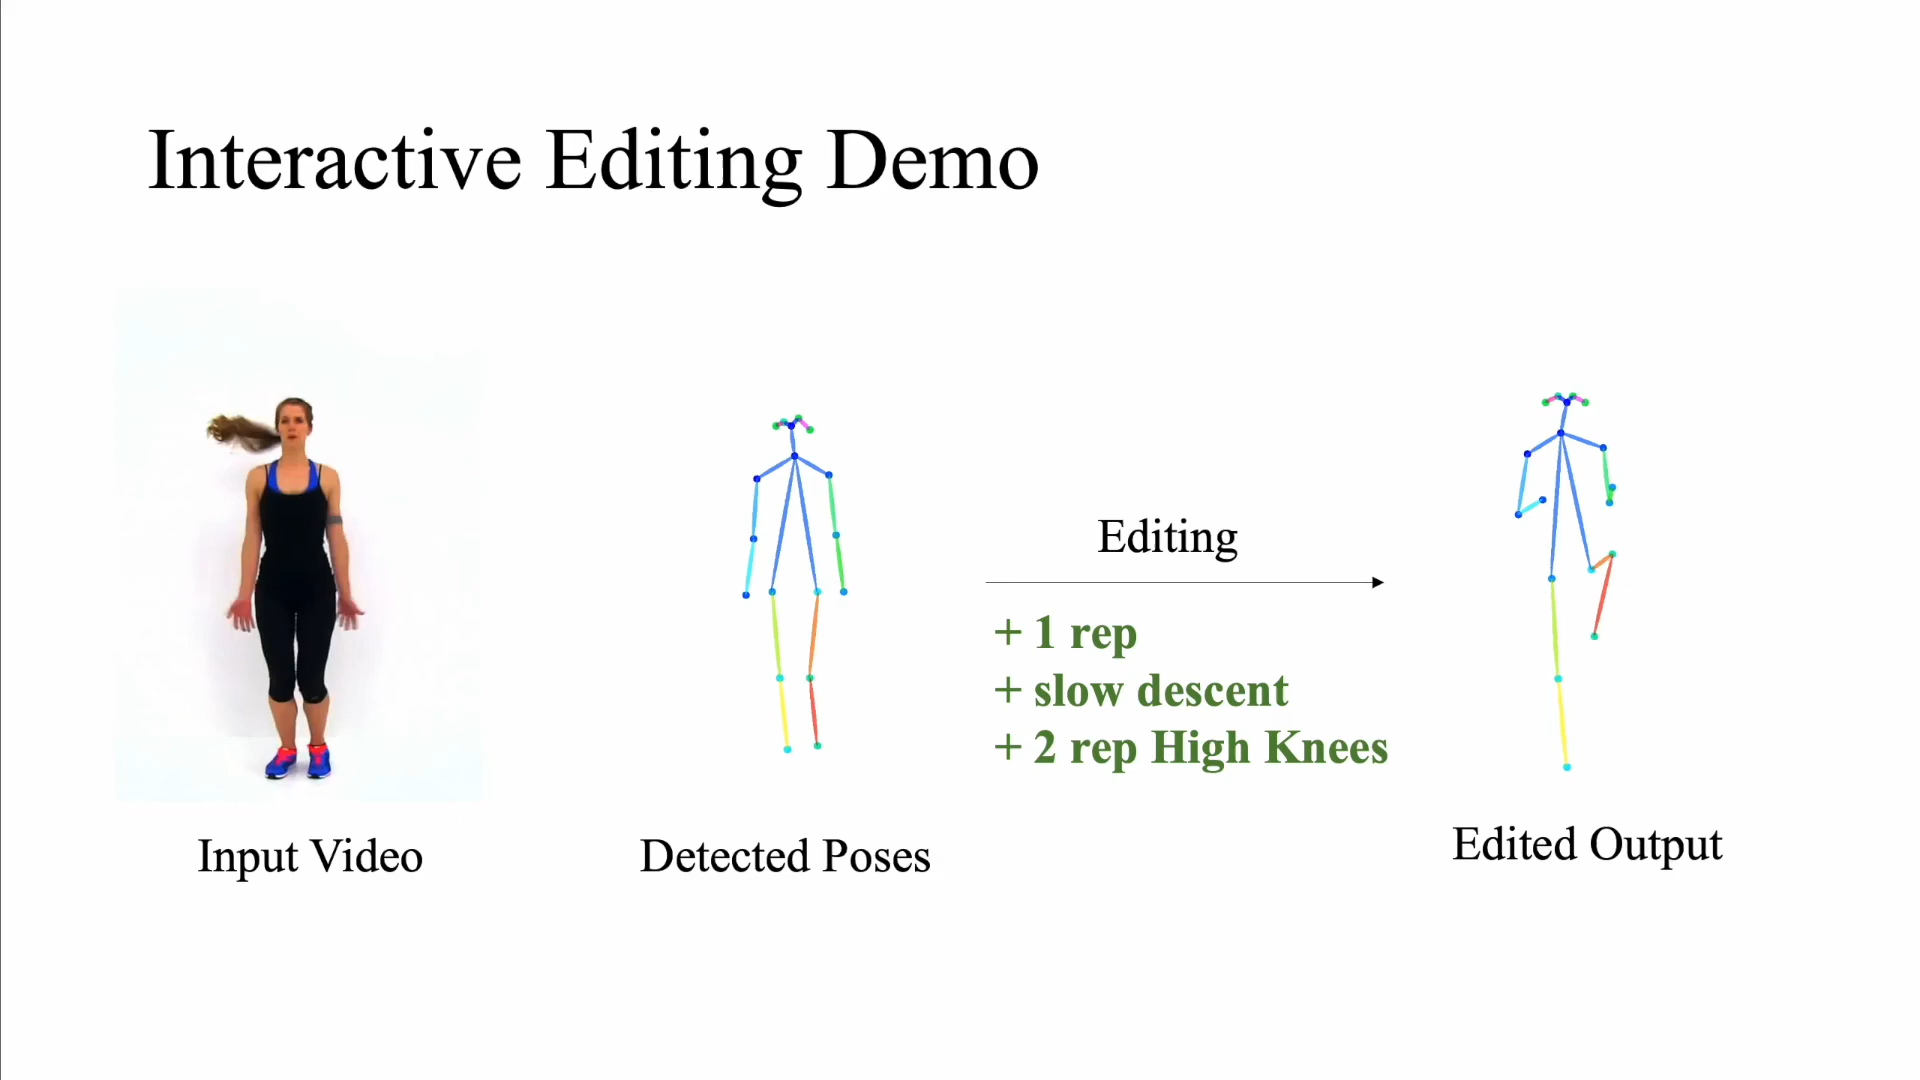 Interactive Editing Demo
Editing
+ 1 rep
+ slow descent
+ 2 rep High Knees
Input Video
Detected Poses
Edited Output